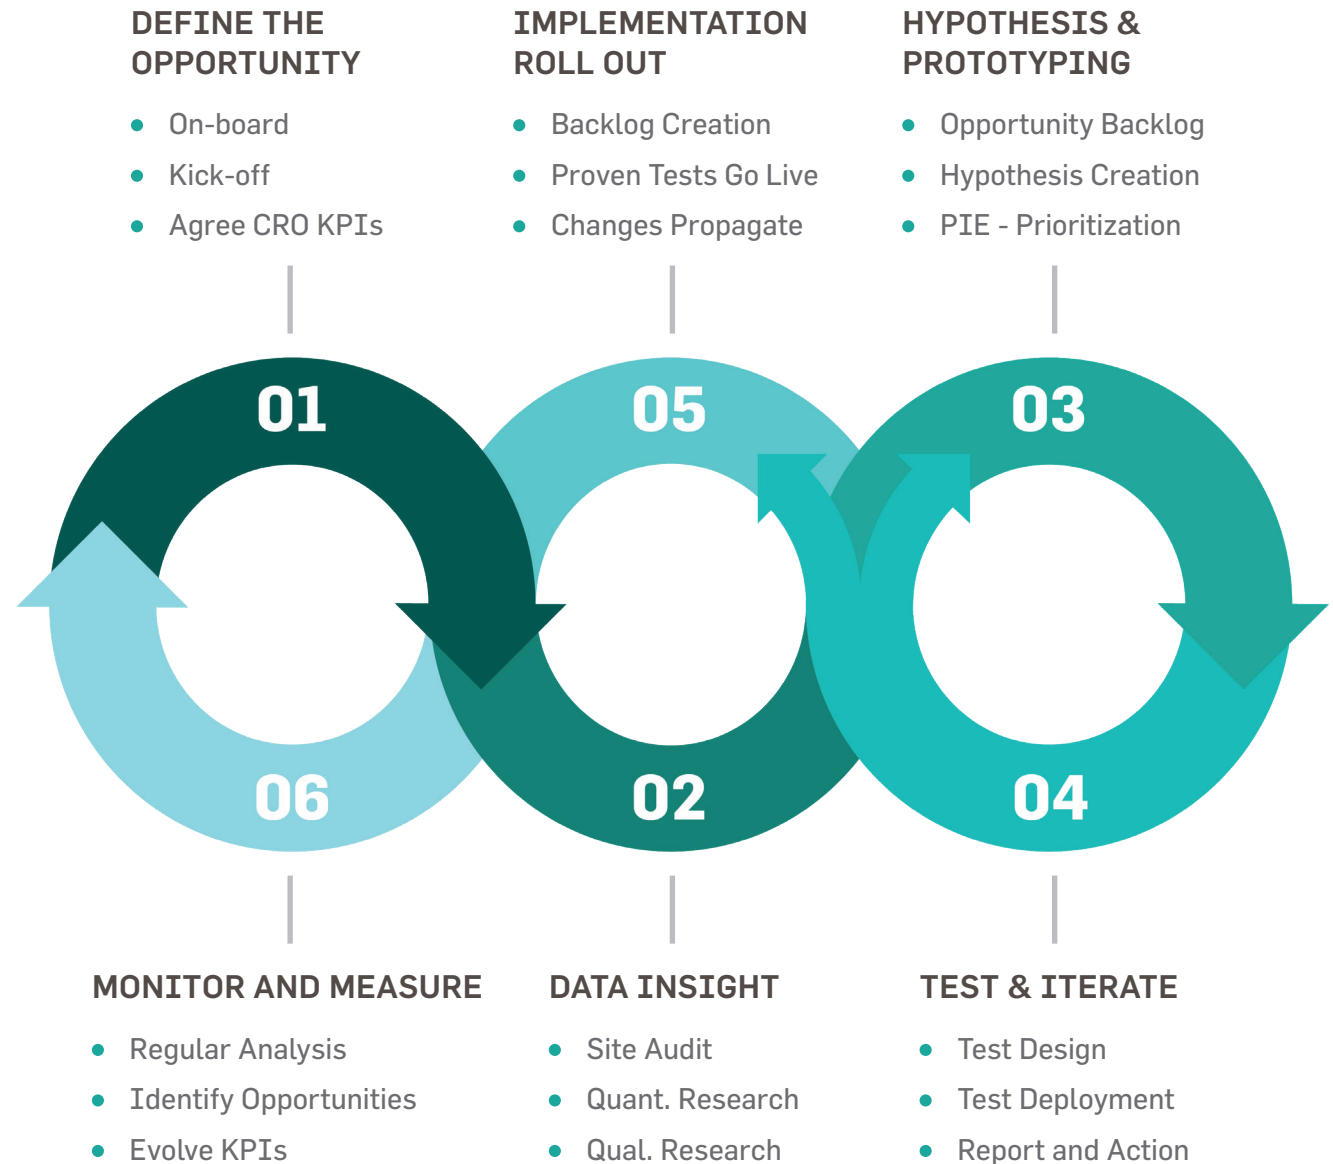 DEFINE THE
OPPORTUNITY
On-board
Kick-off
Agree CRO KPIs
IMPLEMENTATION
ROLL OUT
Backlog Creation
Proven Tests Go Live
Changes Propagate
HYPOTHESIS &
PROTOTYPING
Opportunity Backlog
Hypothesis Creation
PIE - Prioritization
01
05
03
06
02
04
MONITOR AND MEASURE
Regular Analysis
Identify Opportunities
Evolve KPIs
DATA INSIGHT
Site Audit
Quant. Research
Qual. Research
TEST & ITERATE
Test Design
Test Deployment
Report and Action